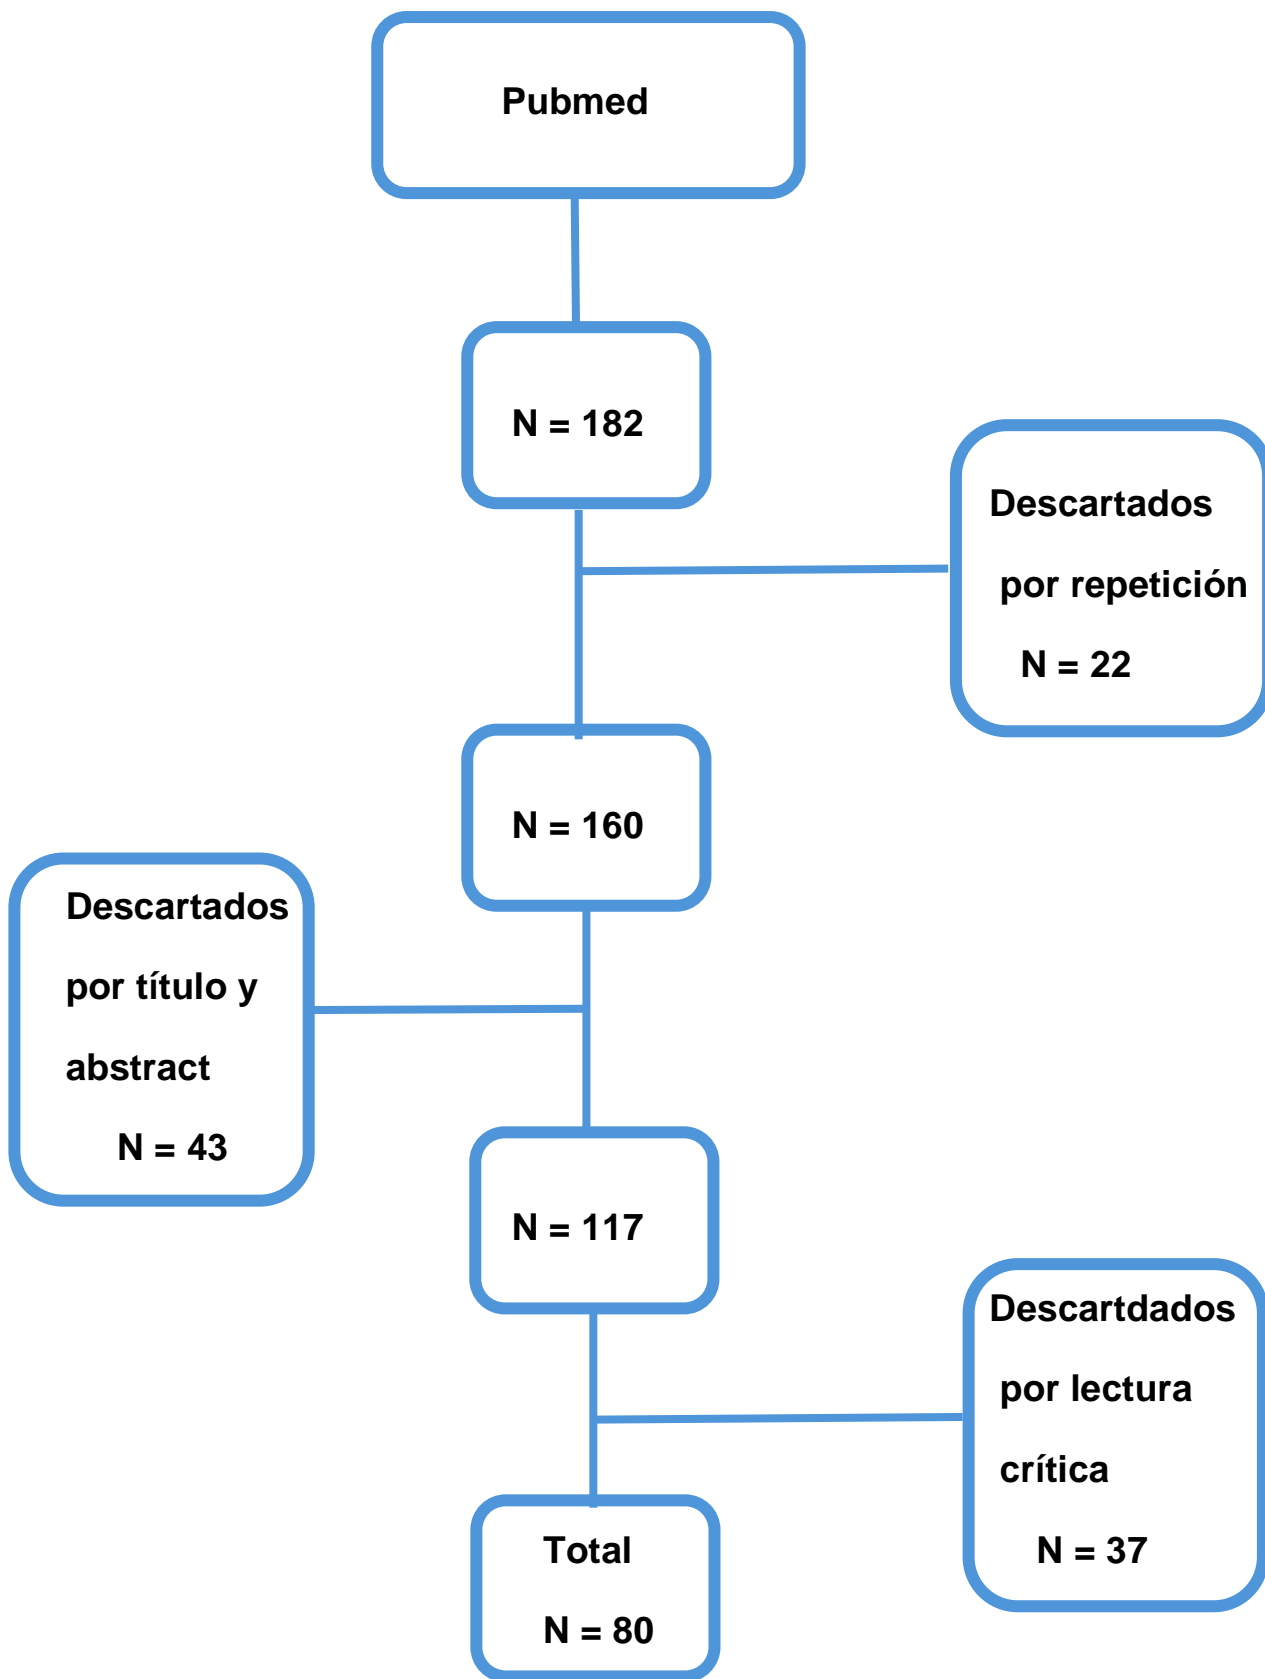 Pubmed
N = 182
Descartados
por repetición
N = 22
N = 160
Descartados
por título y
abstract
N = 43
N = 117
Descartdados
por lectura
crítica
N = 37
Total
N = 80